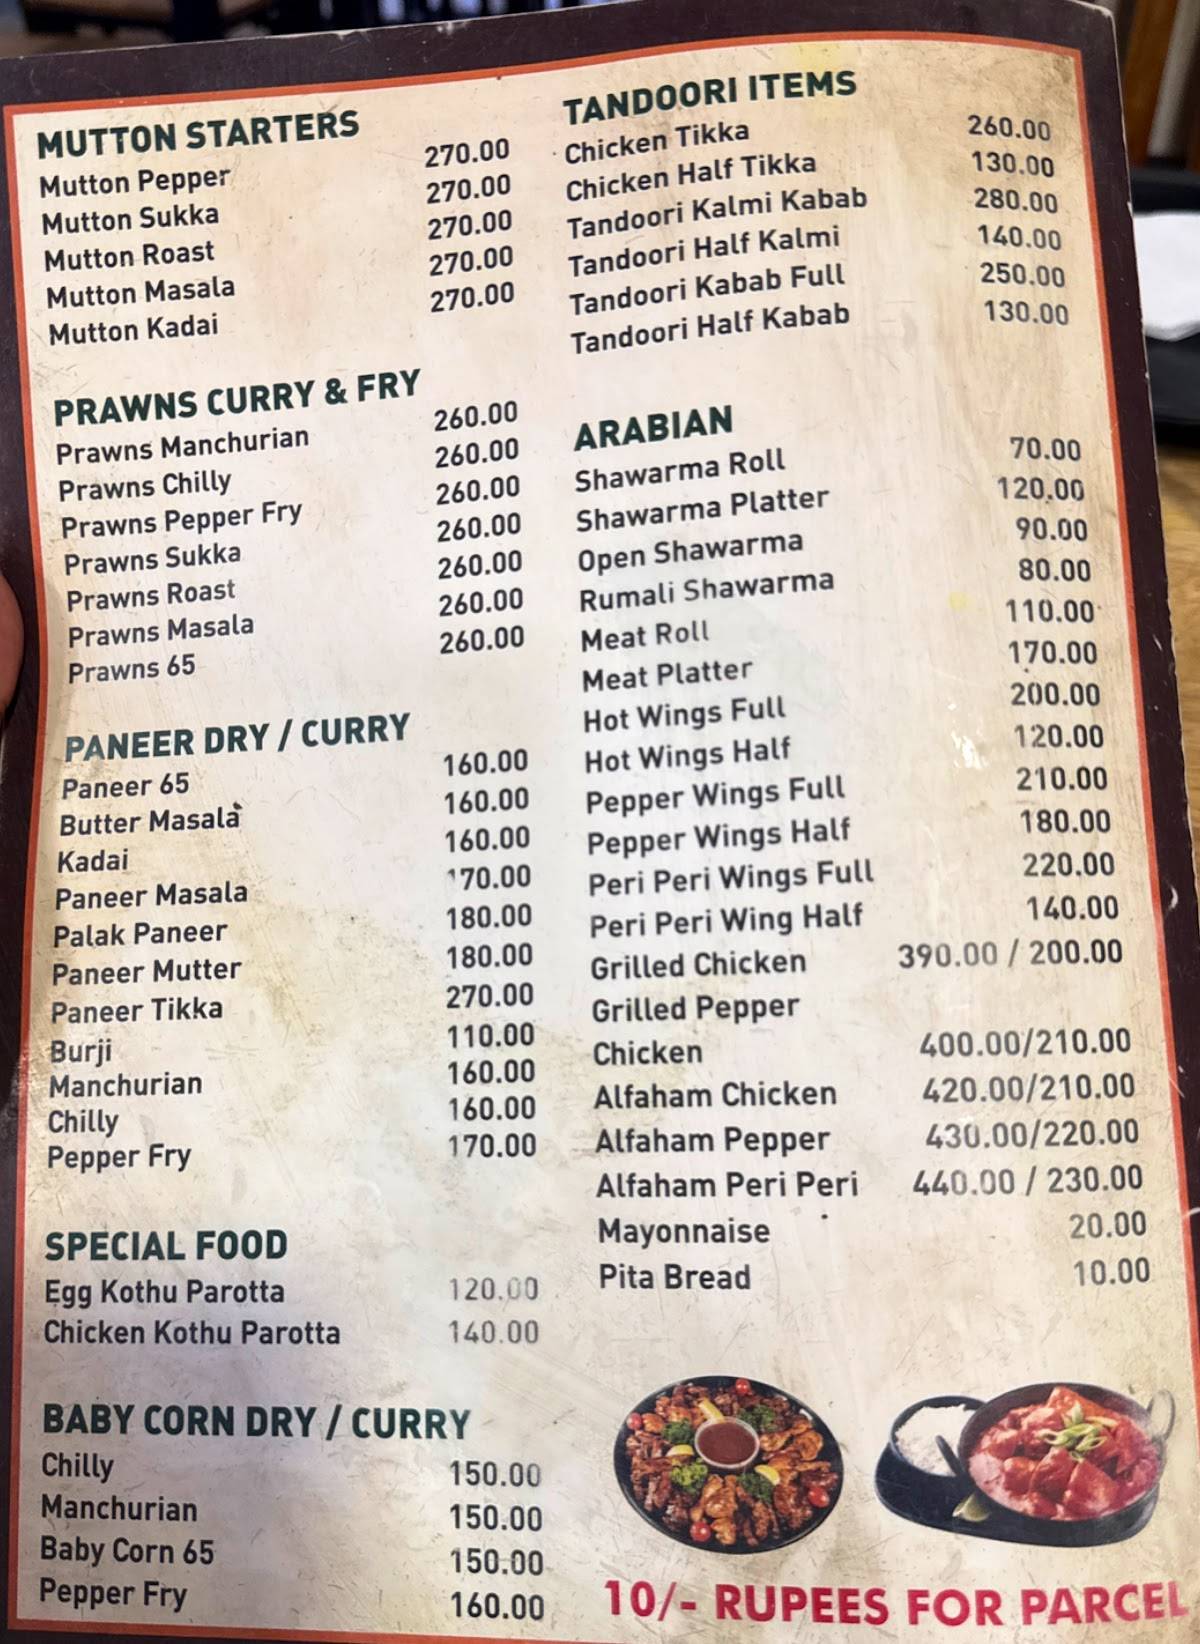 MUTTON STARTERS
Mutton Pepper 270.00
Mutton Sukka 270.00
Mutton Roast 270.00
Mutton Masala 270.00
Mutton Kadai 270.00
PRAWNS CURRY & FRY
Prawns Manchurian 260.00
Prawns Chilly 260.00
Prawns Pepper Fry 260.00
Prawns Sukka 260.00
Prawns Roast 260.00
Prawns Masala 260.00
Prawns 65 260.00
PANEER DRY / CURRY
Paneer 65 160.00
Butter Masala 160.00
Kadai 160.00
Paneer Masala 170.00
Palak Paneer 180.00
Paneer Mutter 180.00
Paneer Tikka 270.00
Burji 110.00
Manchurian 160.00
Chilly 160.00
Pepper Fry 170.00
SPECIAL FOOD
Egg Kothu Parotta 120.00
Chicken Kothu Parotta 140.00
BABY CORN DRY / CURRY
Chilly 150.00
Manchurian 150.00
Baby Corn 65 150.00
Pepper Fry 160.00
TANDOORI ITEMS
Chicken Tikka 260.00
Chicken Half Tikka 130.00
Tandoori Kalmi Kabab 280.00
Tandoori Half Kalmi 140.00
Tandoori Kabab Full 250.00
Tandoori Half Kabab 130.00
ARABIAN
Shawarma Roll 70.00
Shawarma Platter 120.00
Open Shawarma 90.00
Rumali Shawarma 80.00
Meat Roll 110.00
Meat Platter 170.00
Hot Wings Full 200.00
Hot Wings Half 120.00
Pepper Wings Full 210.00
Pepper Wings Half 180.00
Peri Peri Wings Full 220.00
Peri Peri Wing Half 140.00
Grilled Chicken 390.00 / 200.00
Grilled Pepper
Chicken 400.00/210.00
Alfaham Chicken 420.00/210.00
Alfaham Pepper 430.00/220.00
Alfaham Peri Peri 440.00 / 230.00
Mayonnaise 20.00
Pita Bread 10.00
10/- RUPEES FOR PARCEL